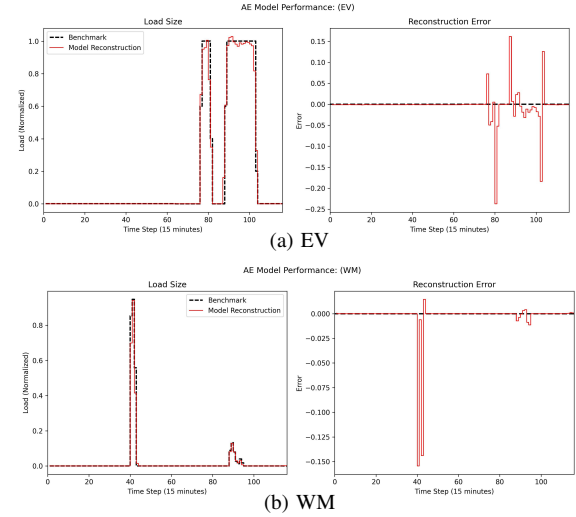 AE Model Performance: (EV)
Load Size
Reconstruction Error
Benchmark
Model Reconstruction
Load (Normalized)
1.0
0.8
0.6
0.4
0.2
0.0
0 20 40 60 80 100
Time Step (15 minutes)
Error
0.15
0.10
0.05
0.00
−0.05
−0.10
−0.15
−0.20
−0.25
0 20 40 60 80 100
Time Step (15 minutes)
(a) EV
AE Model Performance: (WM)
Load Size
Reconstruction Error
Benchmark
Model Reconstruction
Load (Normalized)
0.8
0.6
0.4
0.2
0.0
0 20 40 60 80 100
Time Step (15 minutes)
Error
0.000
−0.025
−0.050
−0.075
−0.100
−0.125
−0.150
0 20 40 60 80 100
Time Step (15 minutes)
(b) WM